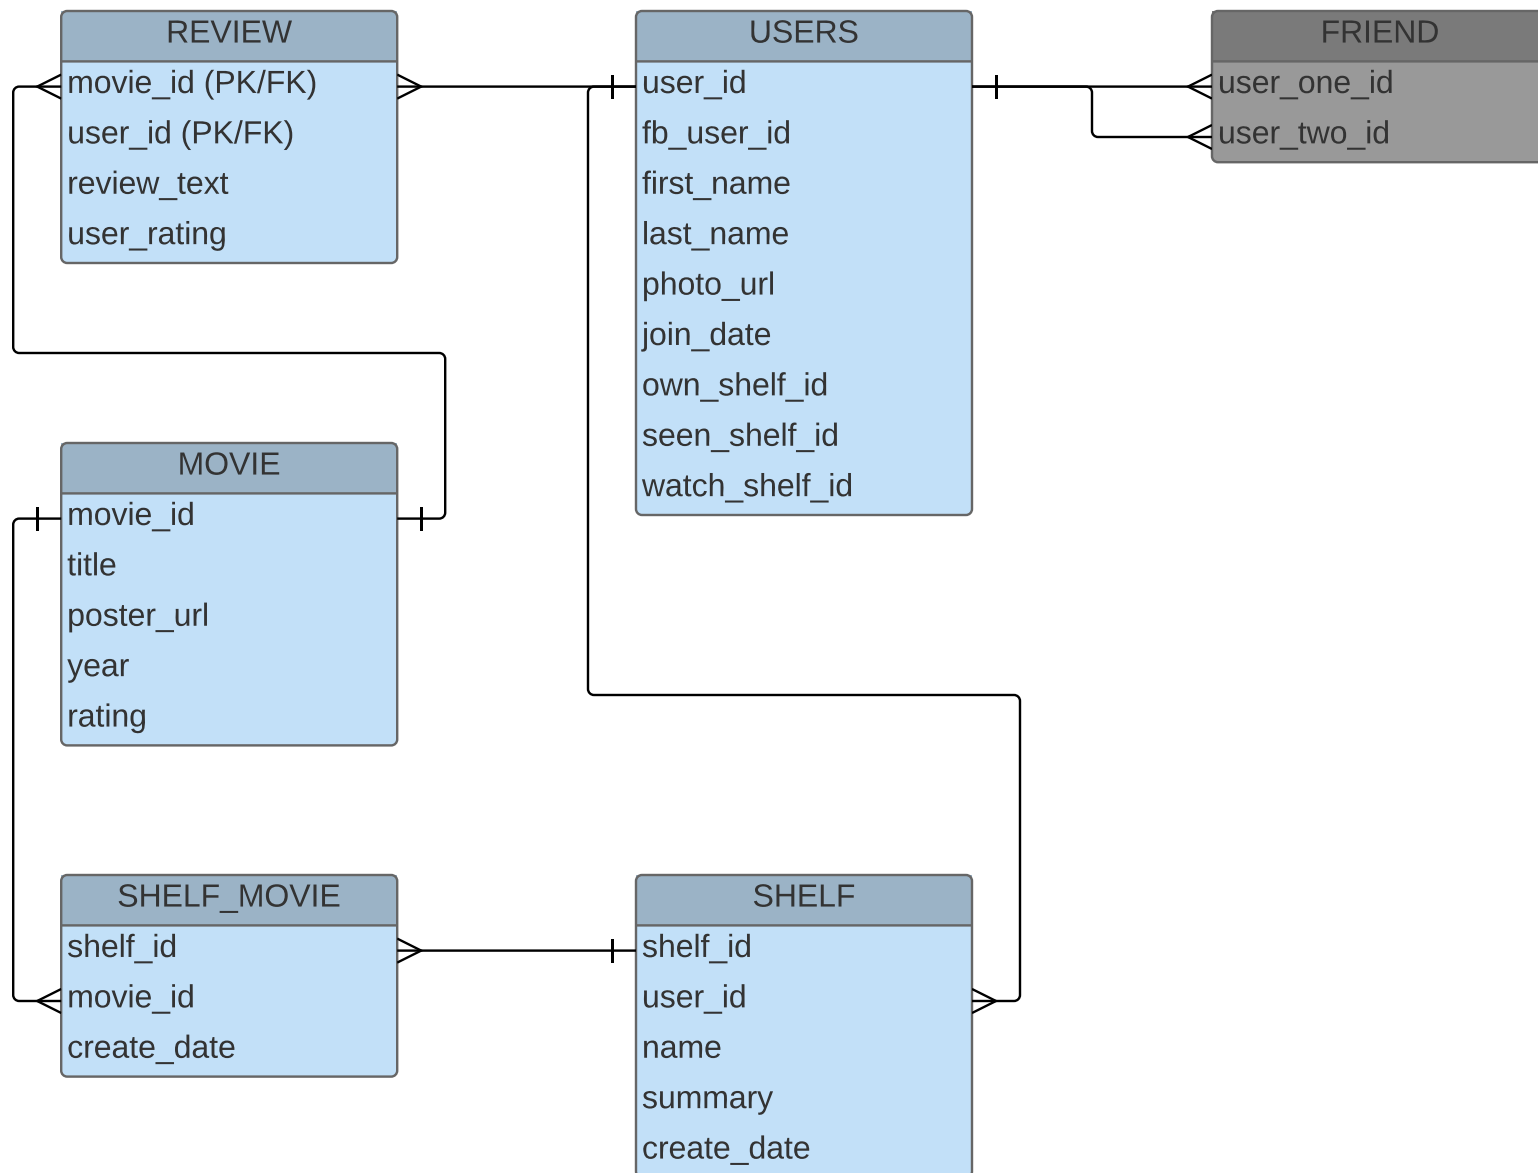 REVIEW
movie_id (PK/FK)
user_id (PK/FK)
review_text
user_rating
USERS
user_id
fb_user_id
first_name
last_name
photo_url
join_date
own_shelf_id
seen_shelf_id
watch_shelf_id
FRIEND
user_one_id
user_two_id
MOVIE
movie_id
title
poster_url
year
rating
SHELF_MOVIE
shelf_id
movie_id
create_date
SHELF
shelf_id
user_id
name
summary
create_date